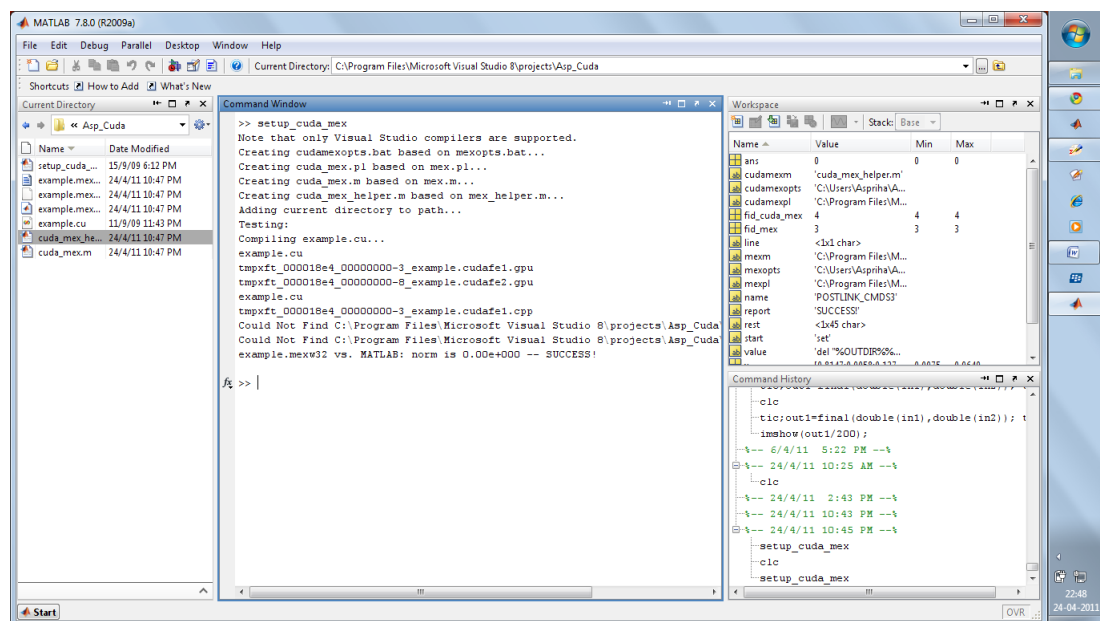 MATLAB 7.8.0 (R2009a)
File Edit Debug Parallel Desktop Window Help
Current Directory: C:\Program Files\Microsoft Visual Studio 8\projects\Asp_Cuda
Shortcuts How to Add What's New
Current Directory
« Asp_Cuda
Name Date Modified
setup_cuda_... 15/9/09 6:12 PM
example.mex... 24/4/11 10:47 PM
example.mex... 24/4/11 10:47 PM
example.mex... 24/4/11 10:47 PM
example.cu 11/9/09 11:43 PM
cuda_mex_he... 24/4/11 10:47 PM
cuda_mex.m 24/4/11 10:47 PM
Command Window
>> setup_cuda_mex
Note that only Visual Studio compilers are supported.
Creating cudamexopts.bat based on mexopts.bat...
Creating cuda_mex.pl based on mex.pl...
Creating cuda_mex.m based on mex.m...
Creating cuda_mex_helper.m based on mex_helper.m...
Adding current directory to path...
Testing:
Compiling example.cu...
example.cu
tmpxft_000018e4_00000000-3_example.cudafe1.gpu
tmpxft_000018e4_00000000-8_example.cudafe2.gpu
example.cu
tmpxft_000018e4_00000000-3_example.cudafe1.cpp
Could Not Find C:\Program Files\Microsoft Visual Studio 8\projects\Asp_Cuda'
Could Not Find C:\Program Files\Microsoft Visual Studio 8\projects\Asp_Cuda'
example.mexw32 vs. MATLAB: norm is 0.00e+000 -- SUCCESS!
fx >>
Workspace
Stack: Base
Name Value Min Max
ans 0 0 0
cudamexm 'cuda_mex_helper.m'
cudamexopts 'C:\Users\Aspriha\A...
cudamexpl 'C:\Program Files\M...
fid_cuda_mex 4 4 4
fid_mex 3 3 3
line <1x1 char>
mexm 'C:\Program Files\M...
mexopts 'C:\Users\Aspriha\A...
mexpl 'C:\Program Files\M...
name 'POSTLINK_CMDS3'
report 'SUCCESS!'
rest <1x45 char>
start 'set'
value 'del "%OUTDIR%%...
Command History
clc
tic;out1=final(double(in1),double(in2)); t
imshow(out1/200);
%-- 6/4/11 5:22 PM --%
%-- 24/4/11 10:25 AM --%
clc
%-- 24/4/11 2:43 PM --%
%-- 24/4/11 10:43 PM --%
%-- 24/4/11 10:45 PM --%
setup_cuda_mex
clc
setup_cuda_mex
Start
OVR
22:48
24-04-2011